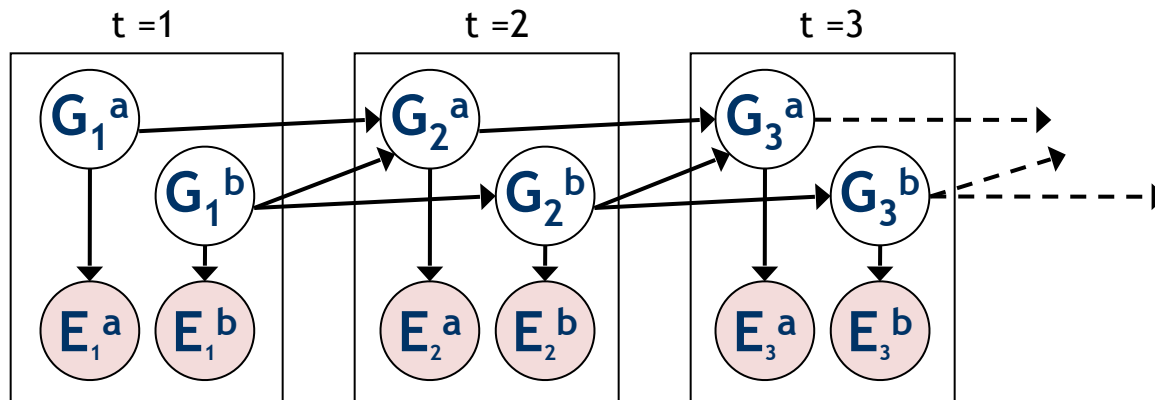 t =1 t =2 t =3
G₁ᵃ G₂ᵃ G₃ᵃ
G₁ᵇ G₂ᵇ G₃ᵇ
E₁ᵃ E₁ᵇ E₂ᵃ E₂ᵇ E₃ᵃ E₃ᵇ